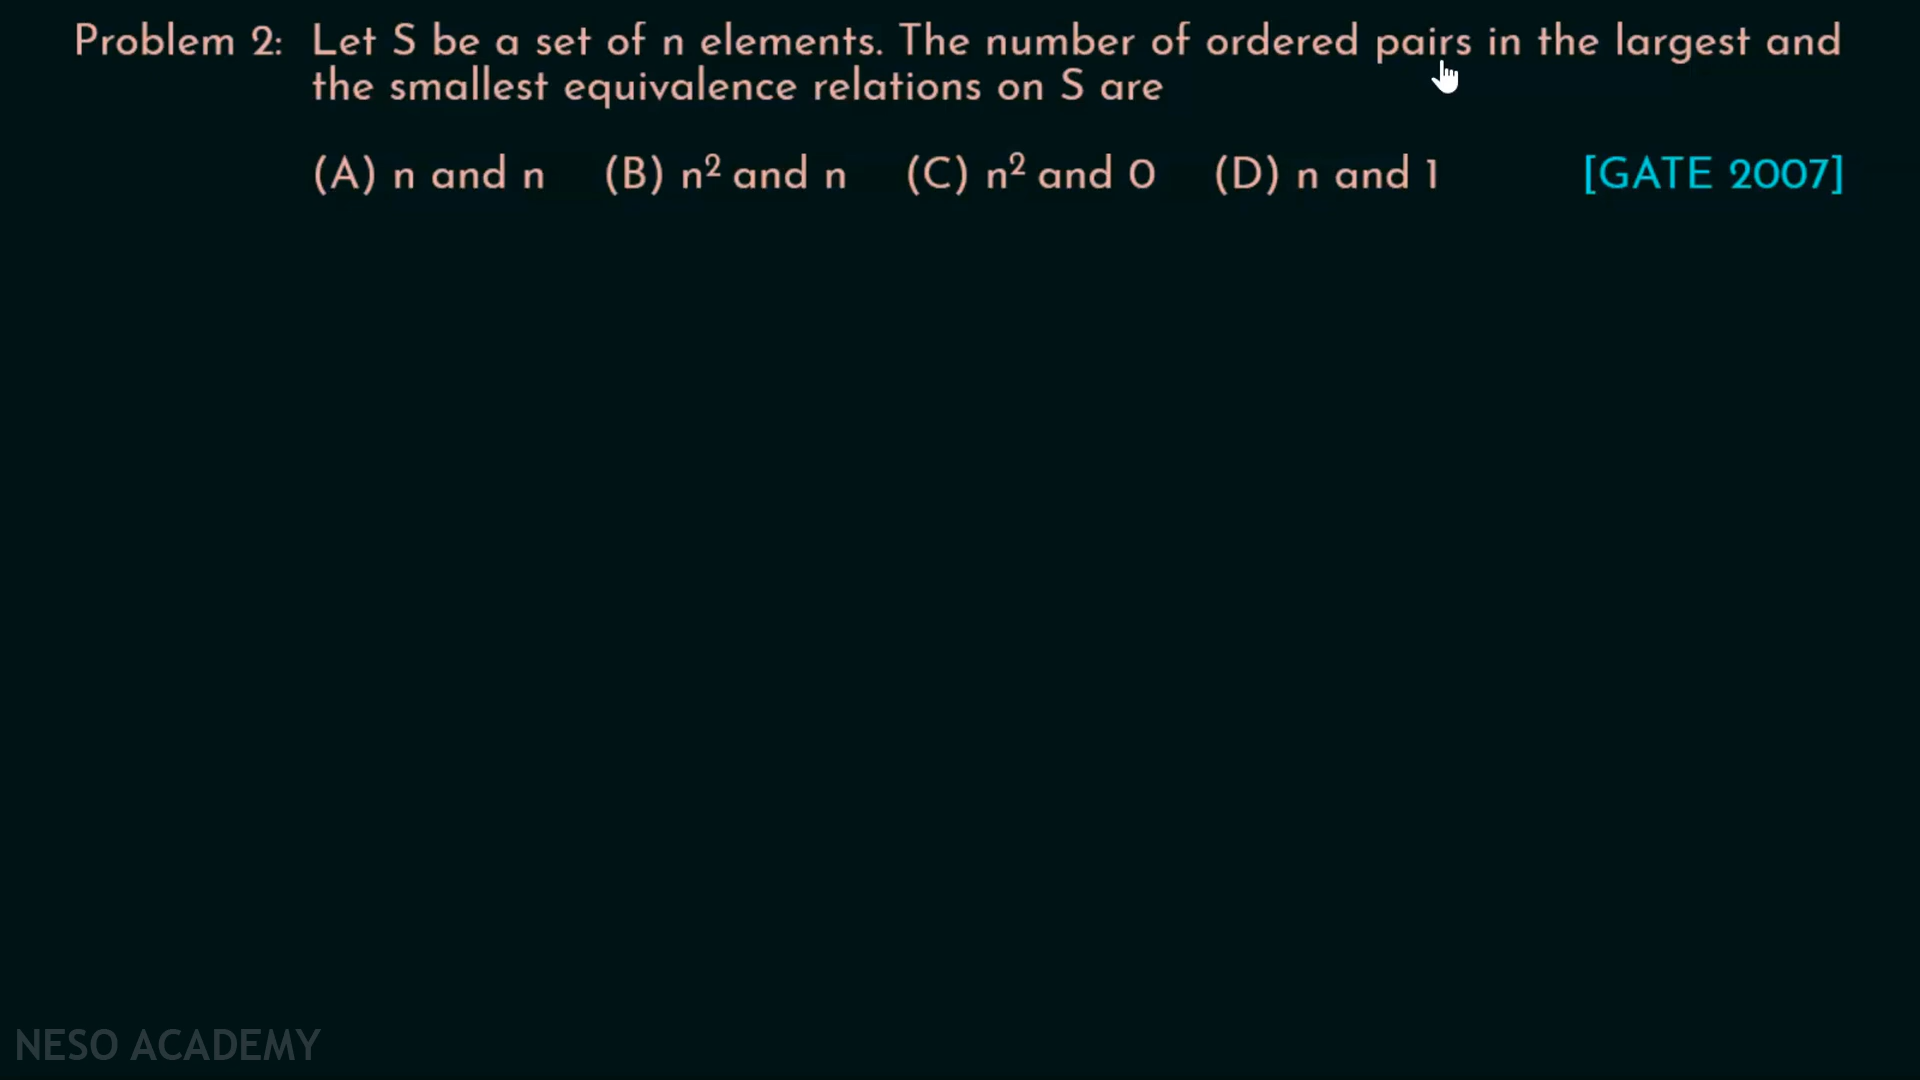 Problem 2: Let S be a set of n elements. The number of ordered pairs in the largest and
the smallest equivalence relations on S are
(A) n and n (B) n² and n (C) n² and 0 (D) n and 1 [GATE 2007]
NESO ACADEMY